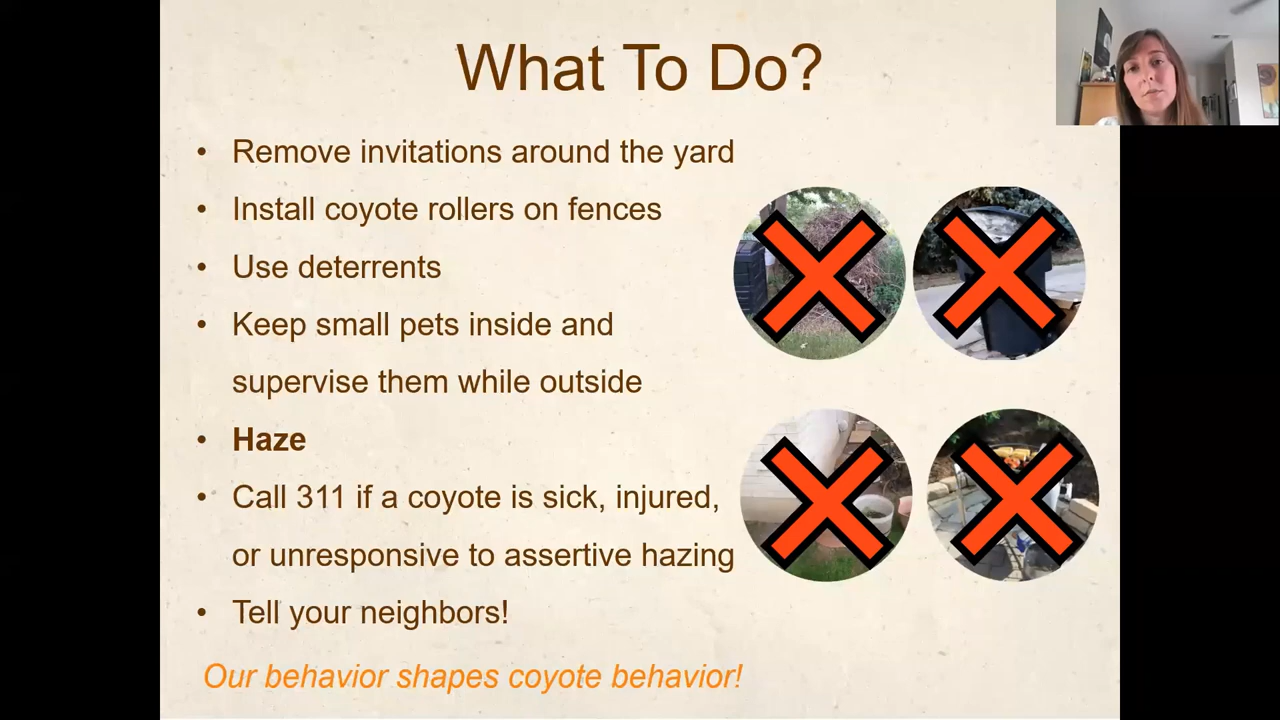 What To Do?
• Remove invitations around the yard
• Install coyote rollers on fences
• Use deterrents
• Keep small pets inside and
supervise them while outside
• Haze
• Call 311 if a coyote is sick, injured,
or unresponsive to assertive hazing
• Tell your neighbors!
Our behavior shapes coyote behavior!